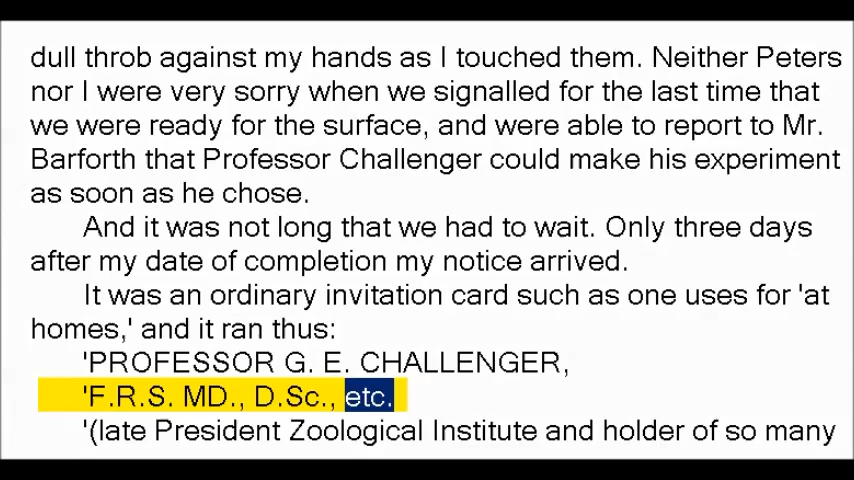 dull throb against my hands as I touched them. Neither Peters
nor I were very sorry when we signalled for the last time that
we were ready for the surface, and were able to report to Mr.
Barforth that Professor Challenger could make his experiment
as soon as he chose.
And it was not long that we had to wait. Only three days
after my date of completion my notice arrived.
It was an ordinary invitation card such as one uses for 'at
homes,' and it ran thus:
'PROFESSOR G. E. CHALLENGER,
'F.R.S. MD., D.Sc., etc.
'(late President Zoological Institute and holder of so many